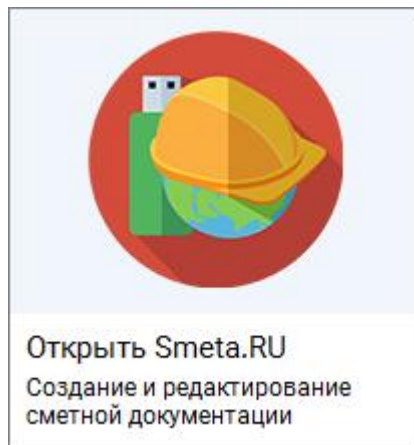 Открыть Smeta.RU
Создание и редактирование
сметной документации